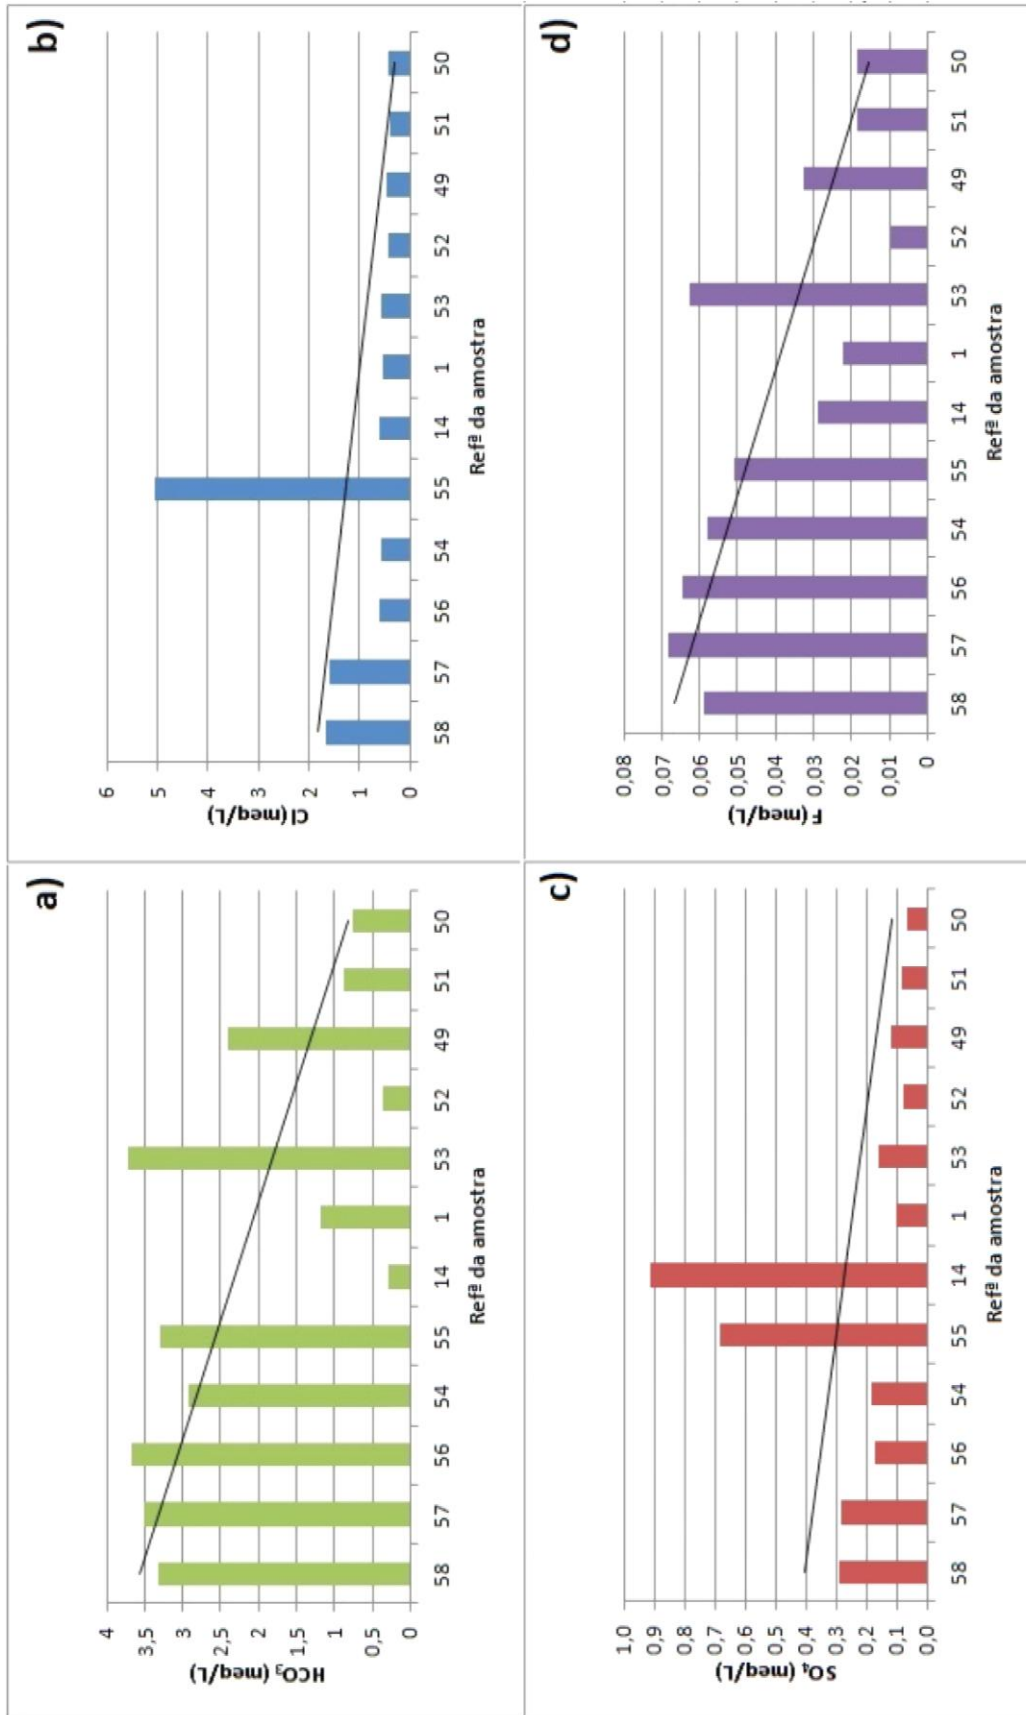 a)
HCO₃ (meq/L)
4
3,5
3
2,5
2
1,5
1
0,5
0
58 57 56 54 55 14 1 53 52 49 51 50
Refª da amostra
b)
Cl (meq/L)
6
5
4
3
2
1
0
58 57 56 54 55 14 1 53 52 49 51 50
Refª da amostra
c)
SO₄ (meq/L)
1,0
0,9
0,8
0,7
0,6
0,5
0,4
0,3
0,2
0,1
0,0
58 57 56 54 55 14 1 53 52 49 51 50
Refª da amostra
d)
F (meq/L)
0,08
0,07
0,06
0,05
0,04
0,03
0,02
0,01
0
58 57 56 54 55 14 1 53 52 49 51 50
Refª da amostra